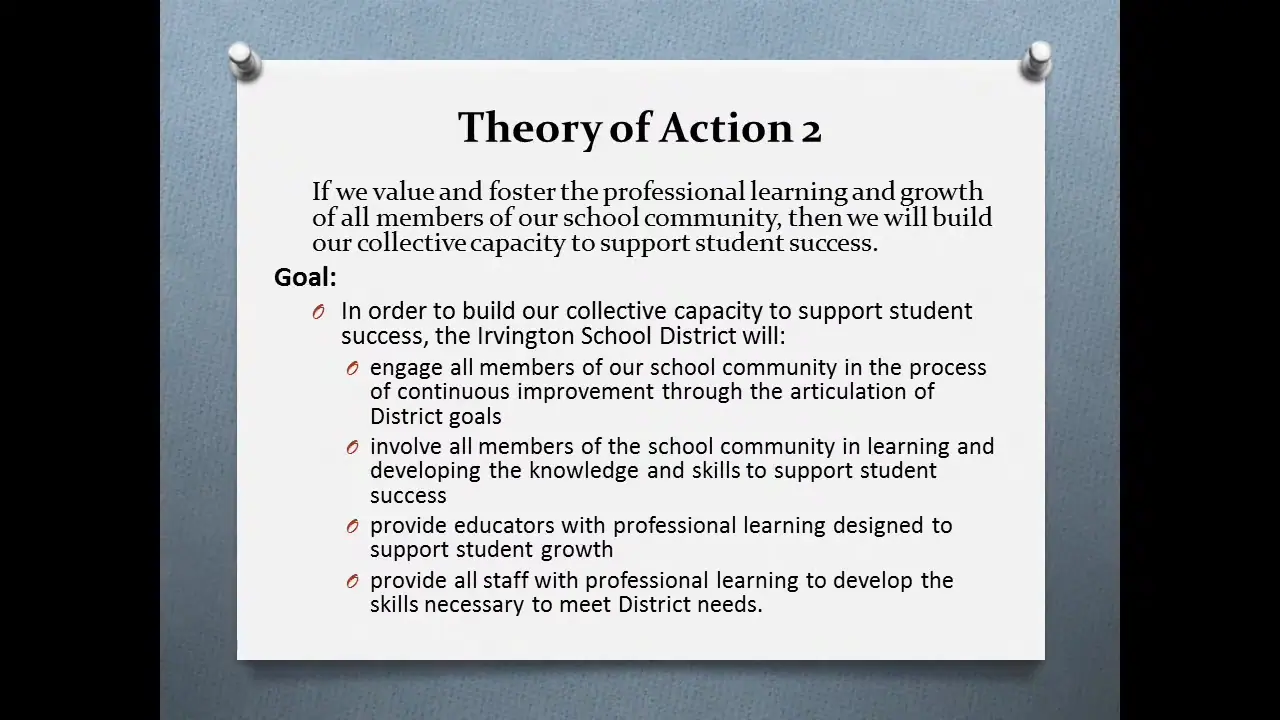 Theory of Action 2
If we value and foster the professional learning and growth
of all members of our school community, then we will build
our collective capacity to support student success.
Goal:
In order to build our collective capacity to support student
success, the Irvington School District will:
engage all members of our school community in the process
of continuous improvement through the articulation of
District goals
involve all members of the school community in learning and
developing the knowledge and skills to support student
success
provide educators with professional learning designed to
support student growth
provide all staff with professional learning to develop the
skills necessary to meet District needs.